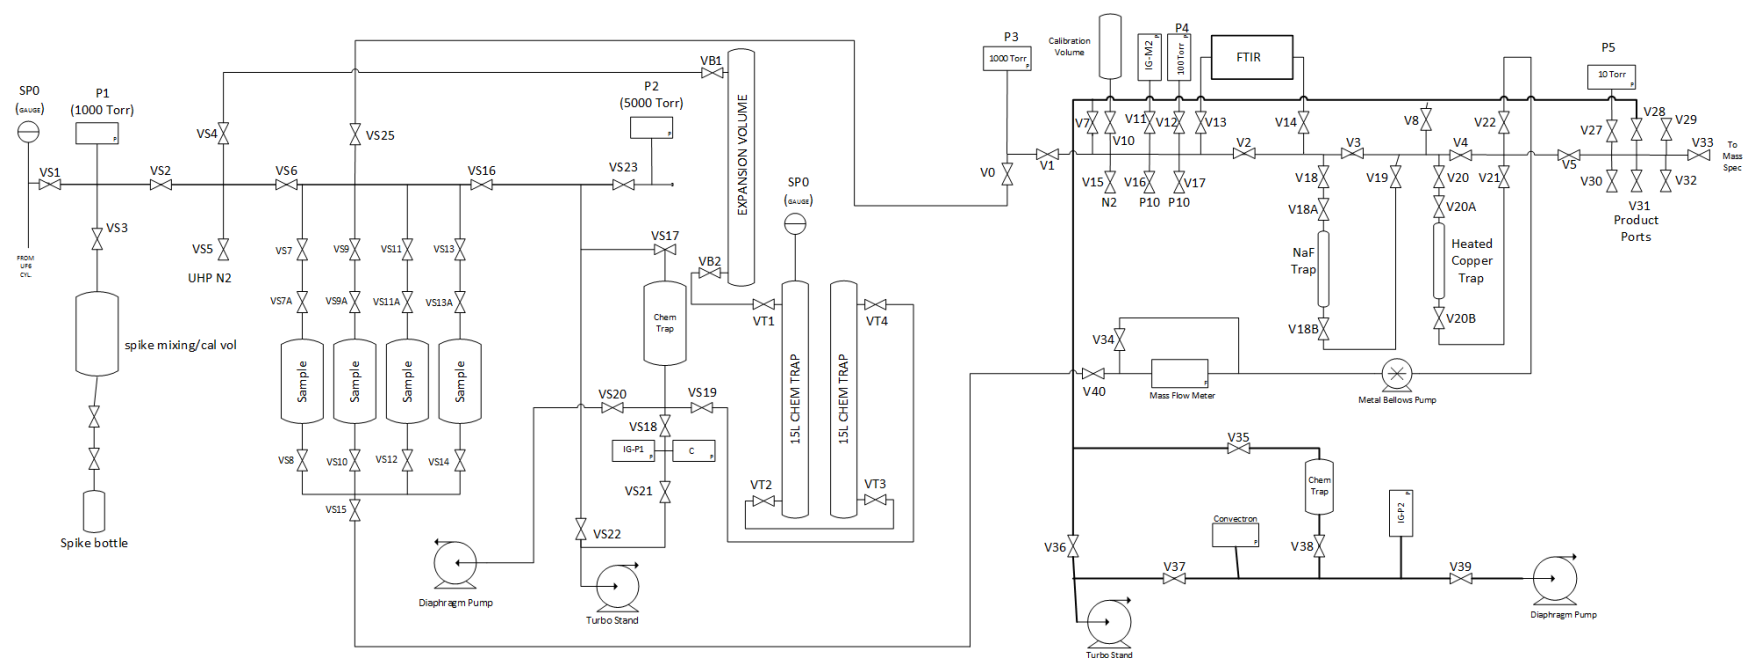 SP0
(GAUGE)
P1
(1000 Torr)
P
VS1
VS2
VS3
FROM
UF6
CYL.
VS4
VS5
UHP N2
VS6
VS25
VS16
VS23
P2
(5000 Torr)
P
VB1
EXPANSION VOLUME
VB2
VS7
VS9
VS11
VS13
VS7A
VS9A
VS11A
VS13A
spike mixing/cal vol
Sample
Sample
Sample
Sample
VS8
VS10
VS12
VS14
VS15
Spike bottle
VS17
Chem
Trap
VS20
VS19
VS18
IG-P1
P
C
P
VS21
VS22
Diaphragm Pump
Turbo Stand
SP0
(GAUGE)
VT1
VT4
15L CHEM TRAP
15L CHEM TRAP
VT2
VT3
P3
1000 Torr
P
V0
V1
Calibration
Volume
IG-M2
P
P4
100Torr
P
FTIR
P5
10 Torr
P
V7
V10
V11
V12
V13
V14
V8
V22
V27
V28
V29
V2
V3
V4
V5
V33
To
Mass
Spec
V15
N2
V16
P10
V17
P10
V18
V19
V20
V21
V30
V31
V32
Product
Ports
V18A
V20A
NaF
Trap
Heated
Copper
Trap
V18B
V20B
V34
V40
P
Mass Flow Meter
Metal Bellows Pump
V35
Chem
Trap
IG-P2
P
Convectron
P
V36
V38
V37
V39
Diaphragm Pump
Turbo Stand